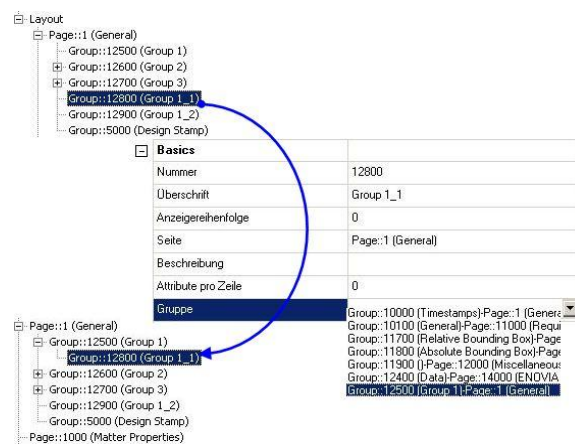 Layout
Page::1 (General)
Group::12500 (Group 1)
Group::12600 (Group 2)
Group::12700 (Group 3)
Group::12800 (Group 1_1)
Group::12900 (Group 1_2)
Group::5000 (Design Stamp)
Basics
Nummer 12800
Überschrift Group 1_1
Anzeigereihenfolge 0
Seite Page::1 (General)
Beschreibung
Attribute pro Zeile 0
Gruppe
Group::10000 (Timestamps)-Page::1 (Genera
Group::10100 (General)-Page::11000 (Requi
Group::11700 (Relative Bounding Box)-Page
Group::11800 (Absolute Bounding Box)-Page
Group::11900 ()-Page::12000 (Miscellaneous
Group::12400 (Data)-Page::14000 (ENOVIA
Group::12500 (Group 1)-Page::1 (General)
Page::1 (General)
Group::12500 (Group 1)
Group::12800 (Group 1_1)
Group::12600 (Group 2)
Group::12700 (Group 3)
Group::12900 (Group 1_2)
Group::5000 (Design Stamp)
Page::1000 (Matter Properties)